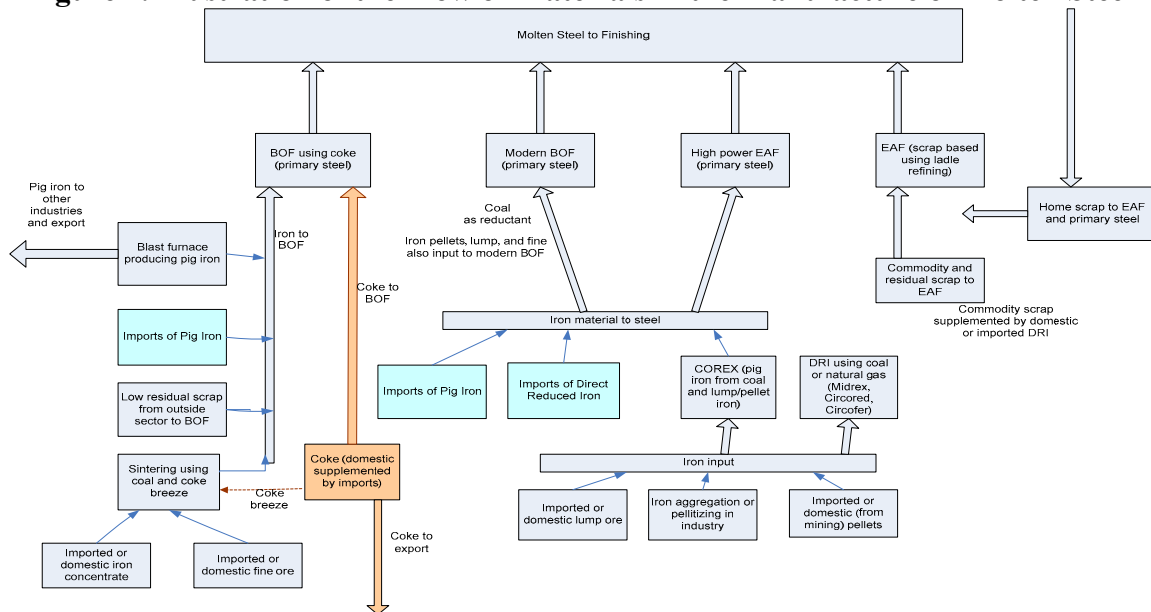 Molten Steel to Finishing
BOF using coke
(primary steel)
Modern BOF
(primary steel)
High power EAF
(primary steel)
EAF (scrap based
using ladle
refining)
Pig iron to
other
industries
and export
Home scrap to EAF
and primary steel
Coal
as reductant
Iron pellets, lump, and fine
also input to modern BOF
Blast furnace
producing pig iron
Iron to
BOF
Coke to
BOF
Commodity and
residual scrap to
EAF
Commodity scrap
supplemented by domestic
or imported DRI
Imports of Pig Iron
Iron material to steel
Imports of Pig Iron
Imports of Direct
Reduced Iron
COREX (pig
iron from coal
and lump/pellet
iron)
DRI using coal
or natural gas
(Midrex,
Circored,
Circofer)
Low residual scrap
from outside
sector to BOF
Sintering using
coal and coke
breeze
Coke
breeze
Coke (domestic
supplemented
by imports)
Iron input
Imported or
domestic lump ore
Iron aggregation or
pellitizing in
industry
Imported or
domestic (from
mining) pellets
Coke to
export
Imported or
domestic iron
concentrate
Imported or
domestic fine ore